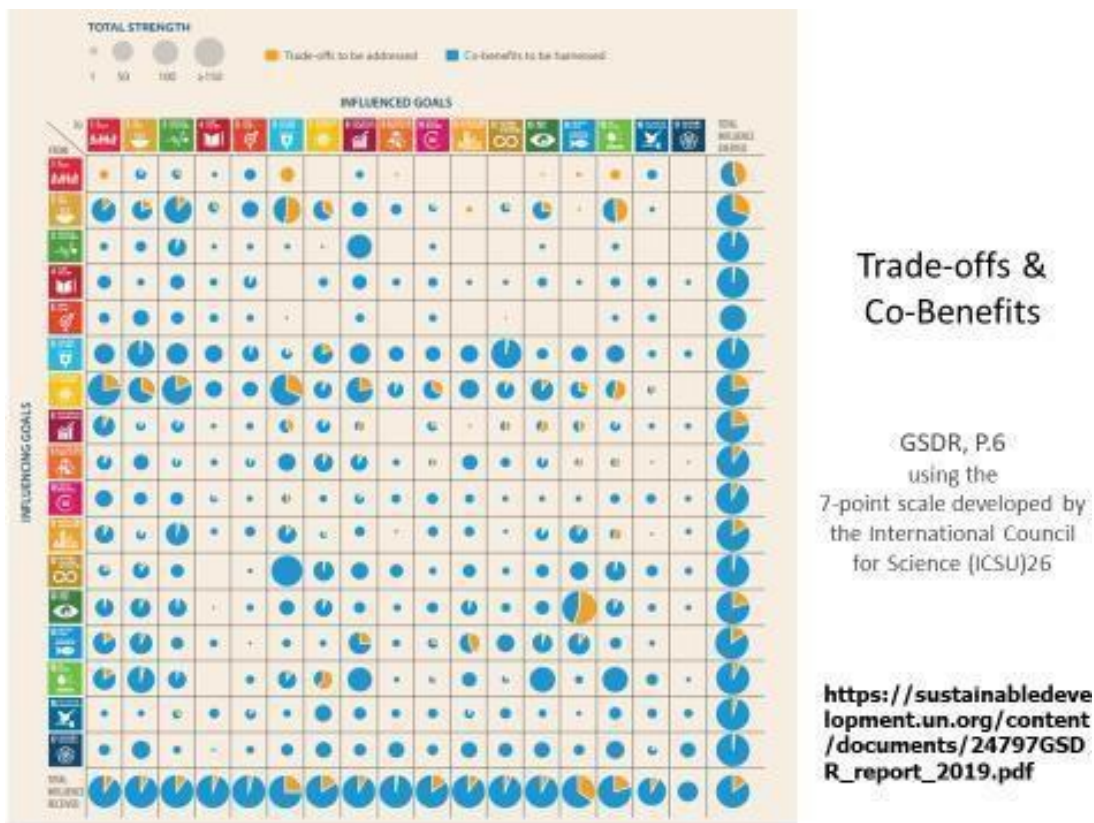 TOTAL STRENGTH
1 50 100 ≥150
Trade-offs to be addressed Co-benefits to be harnessed
INFLUENCED GOALS
TO
FROM
TOTAL
INFLUENCE
EXERTED
INFLUENCING GOALS
TOTAL
INFLUENCE
RECEIVED
Trade-offs &
Co-Benefits
GSDR, P.6
using the
7-point scale developed by
the International Council
for Science (ICSU)26
https://sustainabledeve
lopment.un.org/content
/documents/24797GSD
R_report_2019.pdf